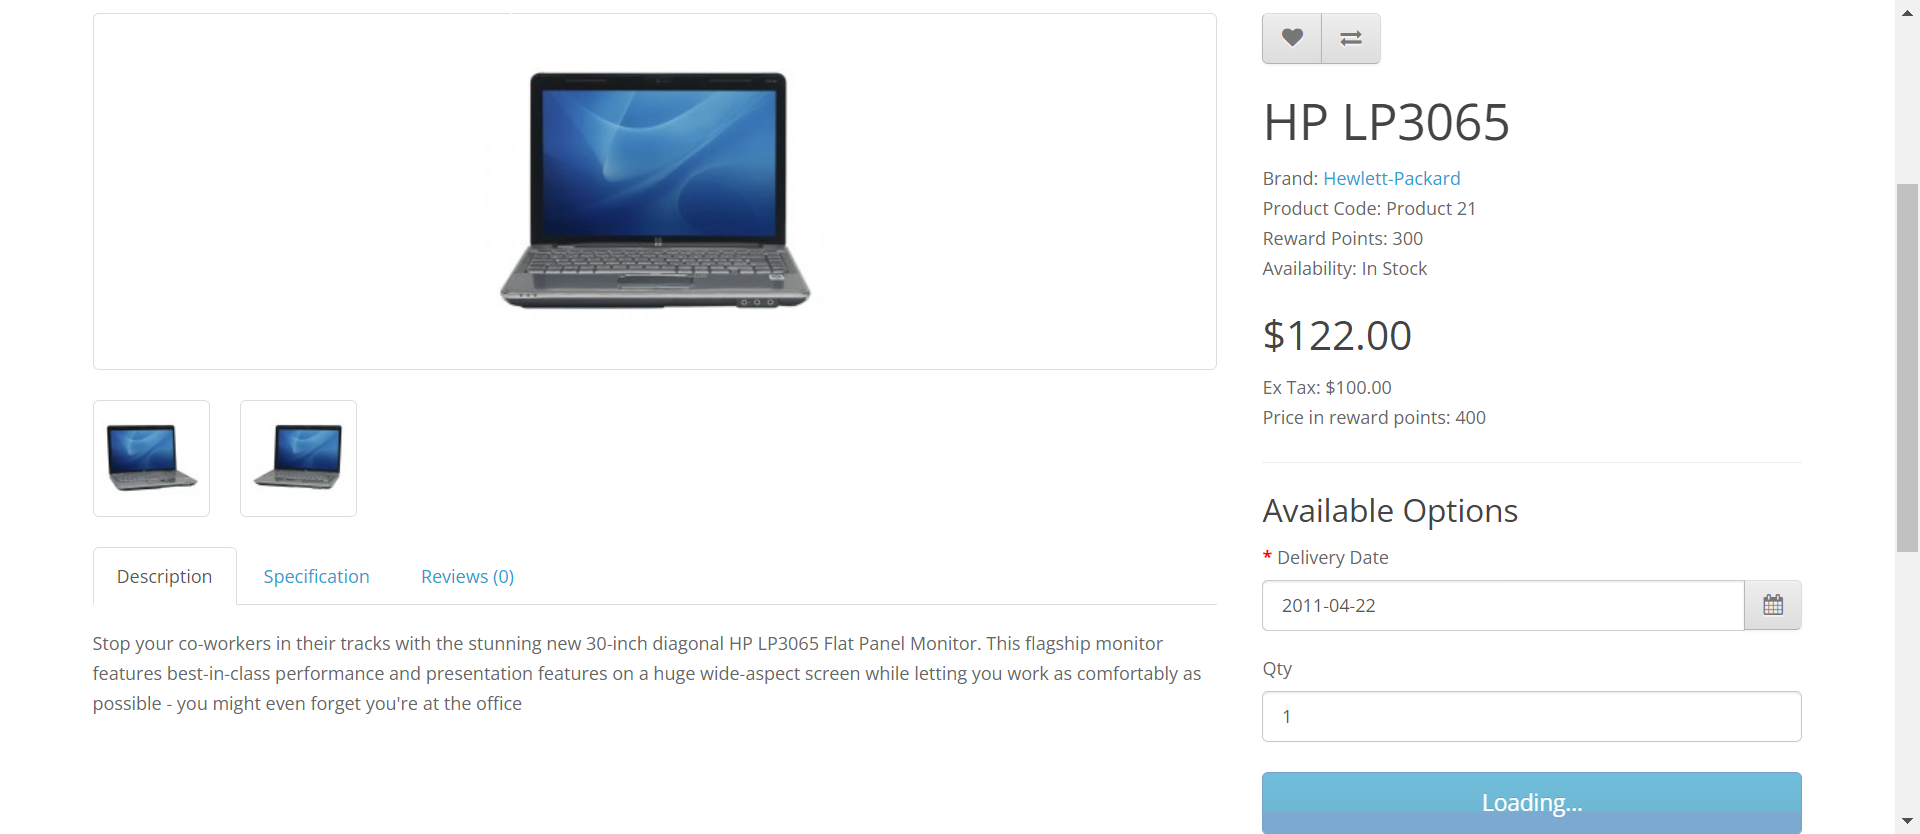 HP LP3065
Brand: Hewlett-Packard
Product Code: Product 21
Reward Points: 300
Availability: In Stock
$122.00
Ex Tax: $100.00
Price in reward points: 400
Available Options
* Delivery Date
2011-04-22
Qty
1
Loading...
Description
Specification
Reviews (0)
Stop your co-workers in their tracks with the stunning new 30-inch diagonal HP LP3065 Flat Panel Monitor. This flagship monitor
features best-in-class performance and presentation features on a huge wide-aspect screen while letting you work as comfortably as
possible - you might even forget you're at the office